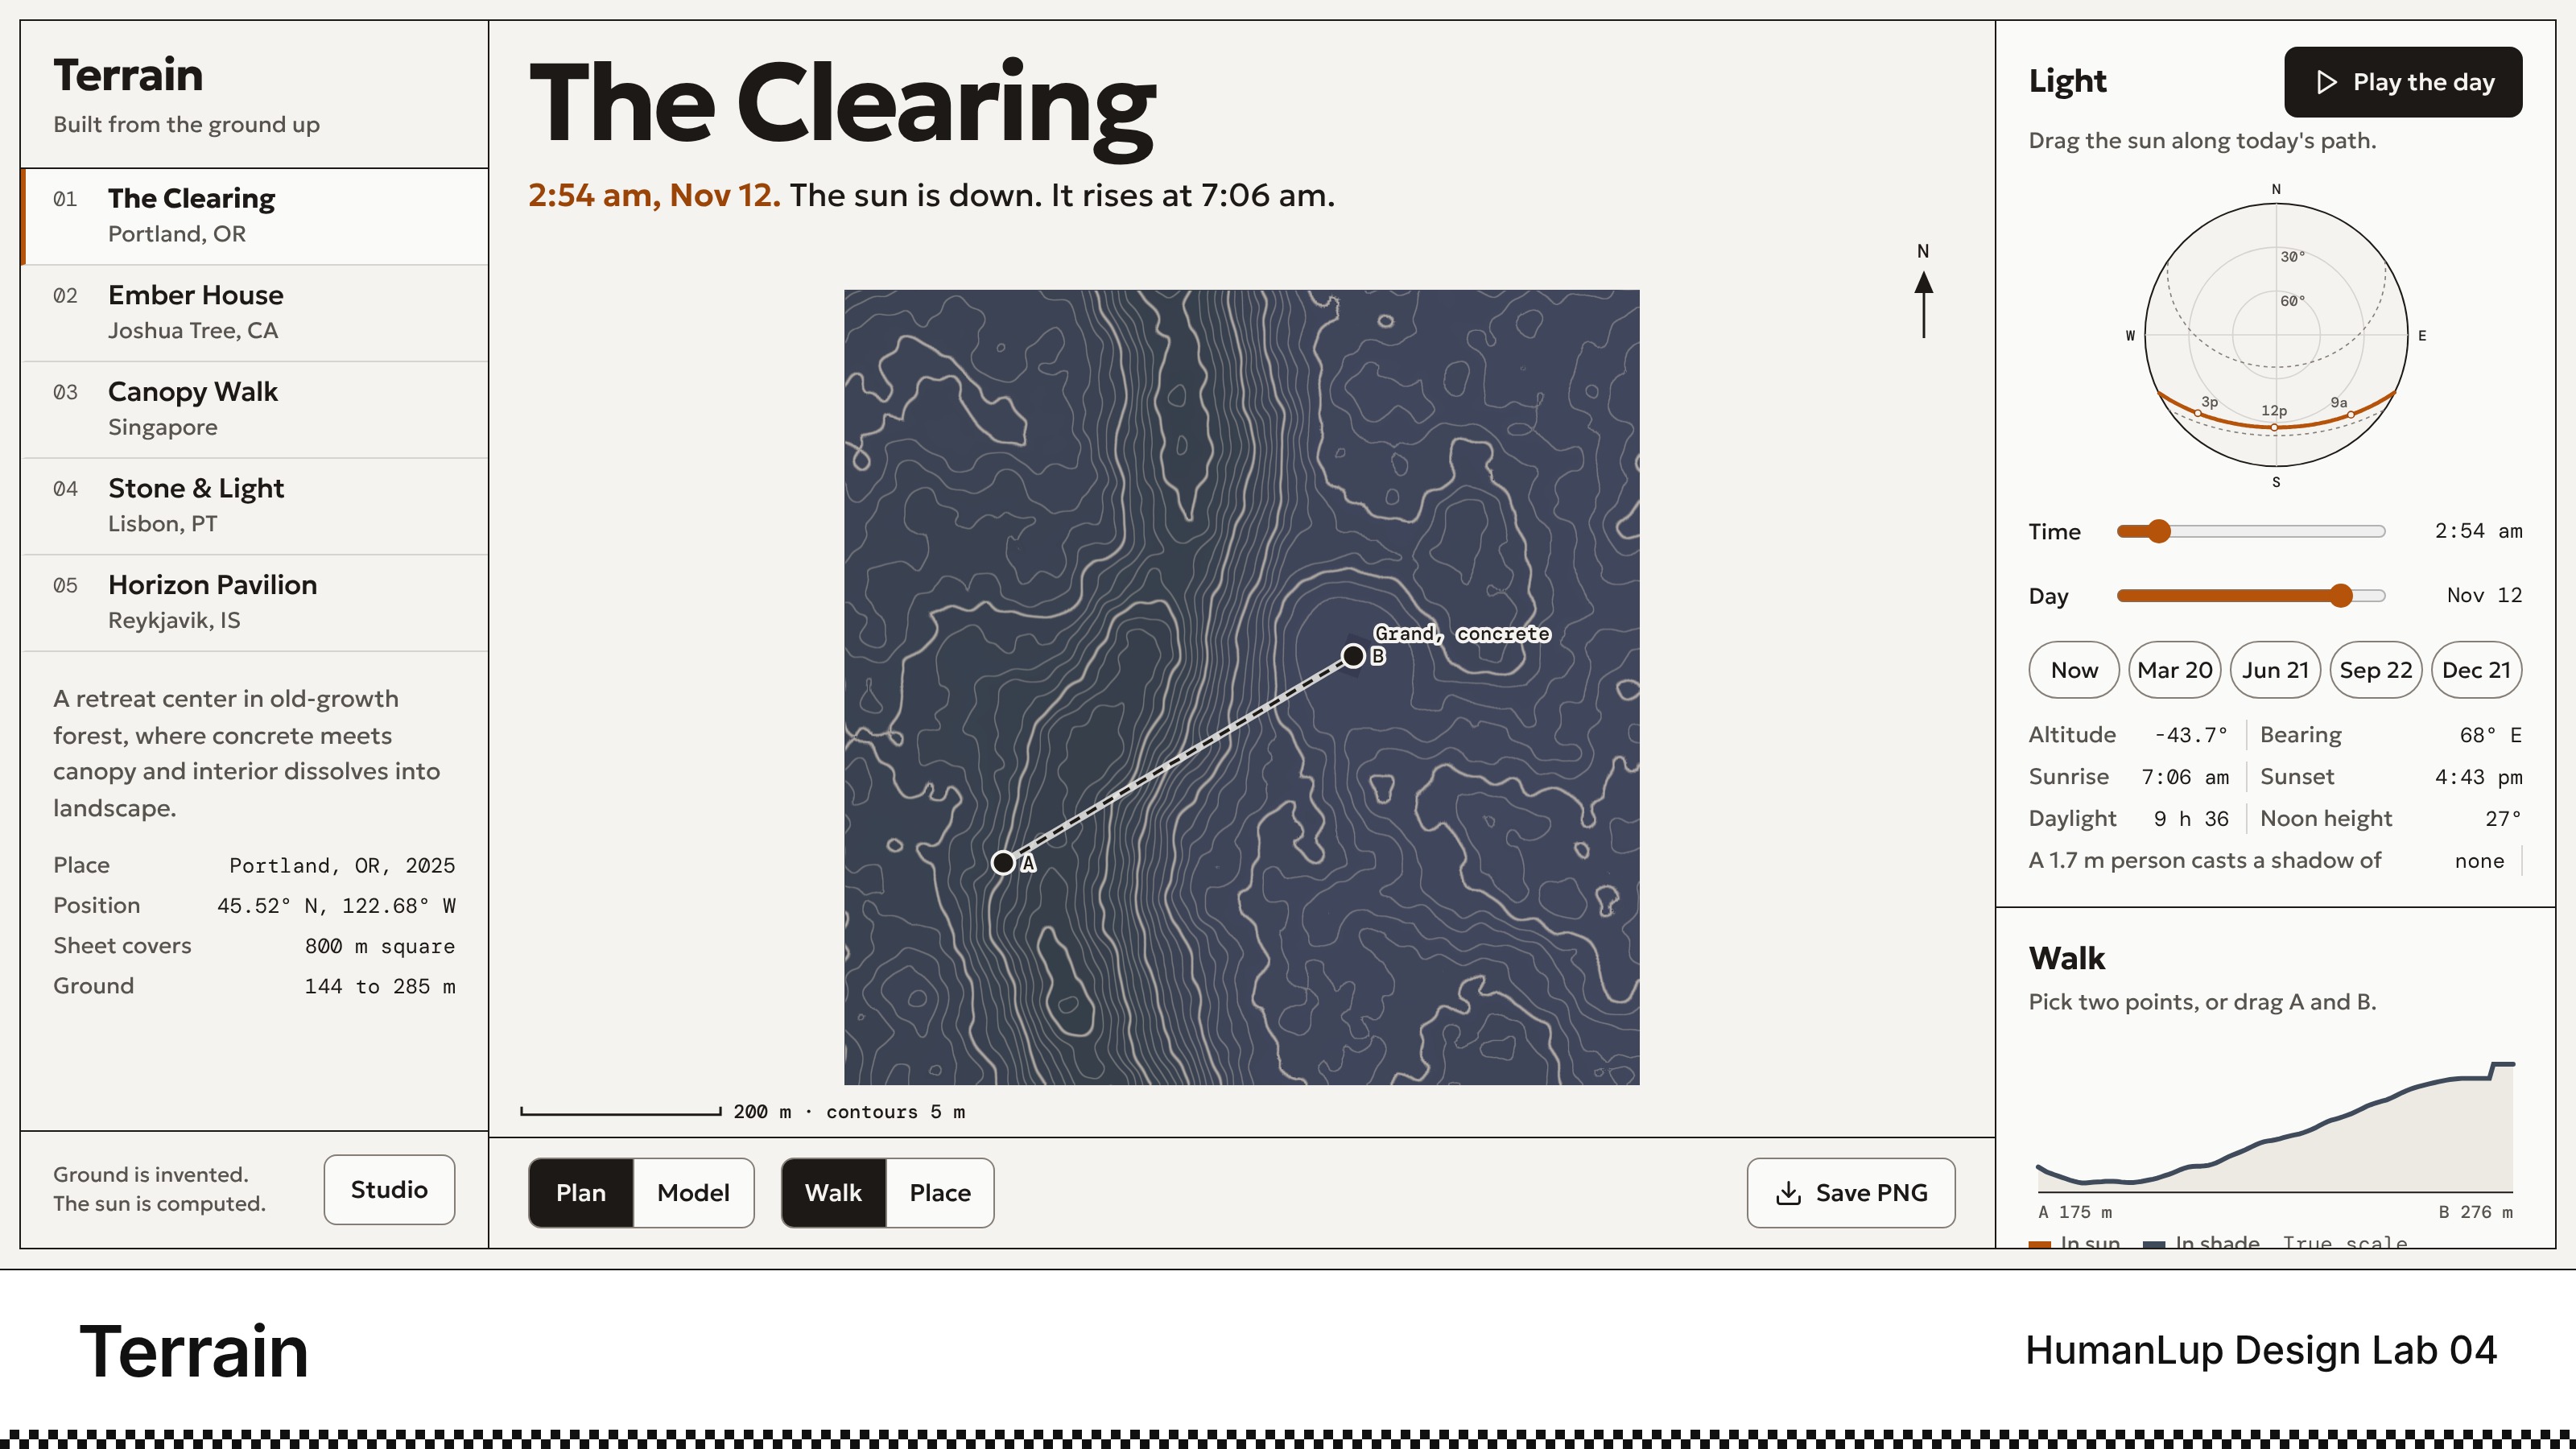 Terrain
Built from the ground up
01 The Clearing
Portland, OR
02 Ember House
Joshua Tree, CA
03 Canopy Walk
Singapore
04 Stone & Light
Lisbon, PT
05 Horizon Pavilion
Reykjavik, IS
A retreat center in old-growth
forest, where concrete meets
canopy and interior dissolves into
landscape.
Place Portland, OR, 2025
Position 45.52° N, 122.68° W
Sheet covers 800 m square
Ground 144 to 285 m
Ground is invented.
The sun is computed.
Studio
The Clearing
2:54 am, Nov 12. The sun is down. It rises at 7:06 am.
N
Grand, concrete
B
A
200 m · contours 5 m
Plan Model Walk Place Save PNG
Light
Play the day
Drag the sun along today's path.
N
30°
60°
W E
3p 12p 9a
S
Time 2:54 am
Day Nov 12
Now Mar 20 Jun 21 Sep 22 Dec 21
Altitude -43.7° Bearing 68° E
Sunrise 7:06 am Sunset 4:43 pm
Daylight 9 h 36 Noon height 27°
A 1.7 m person casts a shadow of none
Walk
Pick two points, or drag A and B.
A 175 m B 276 m
In sun In shade True scale
Terrain
HumanLup Design Lab 04